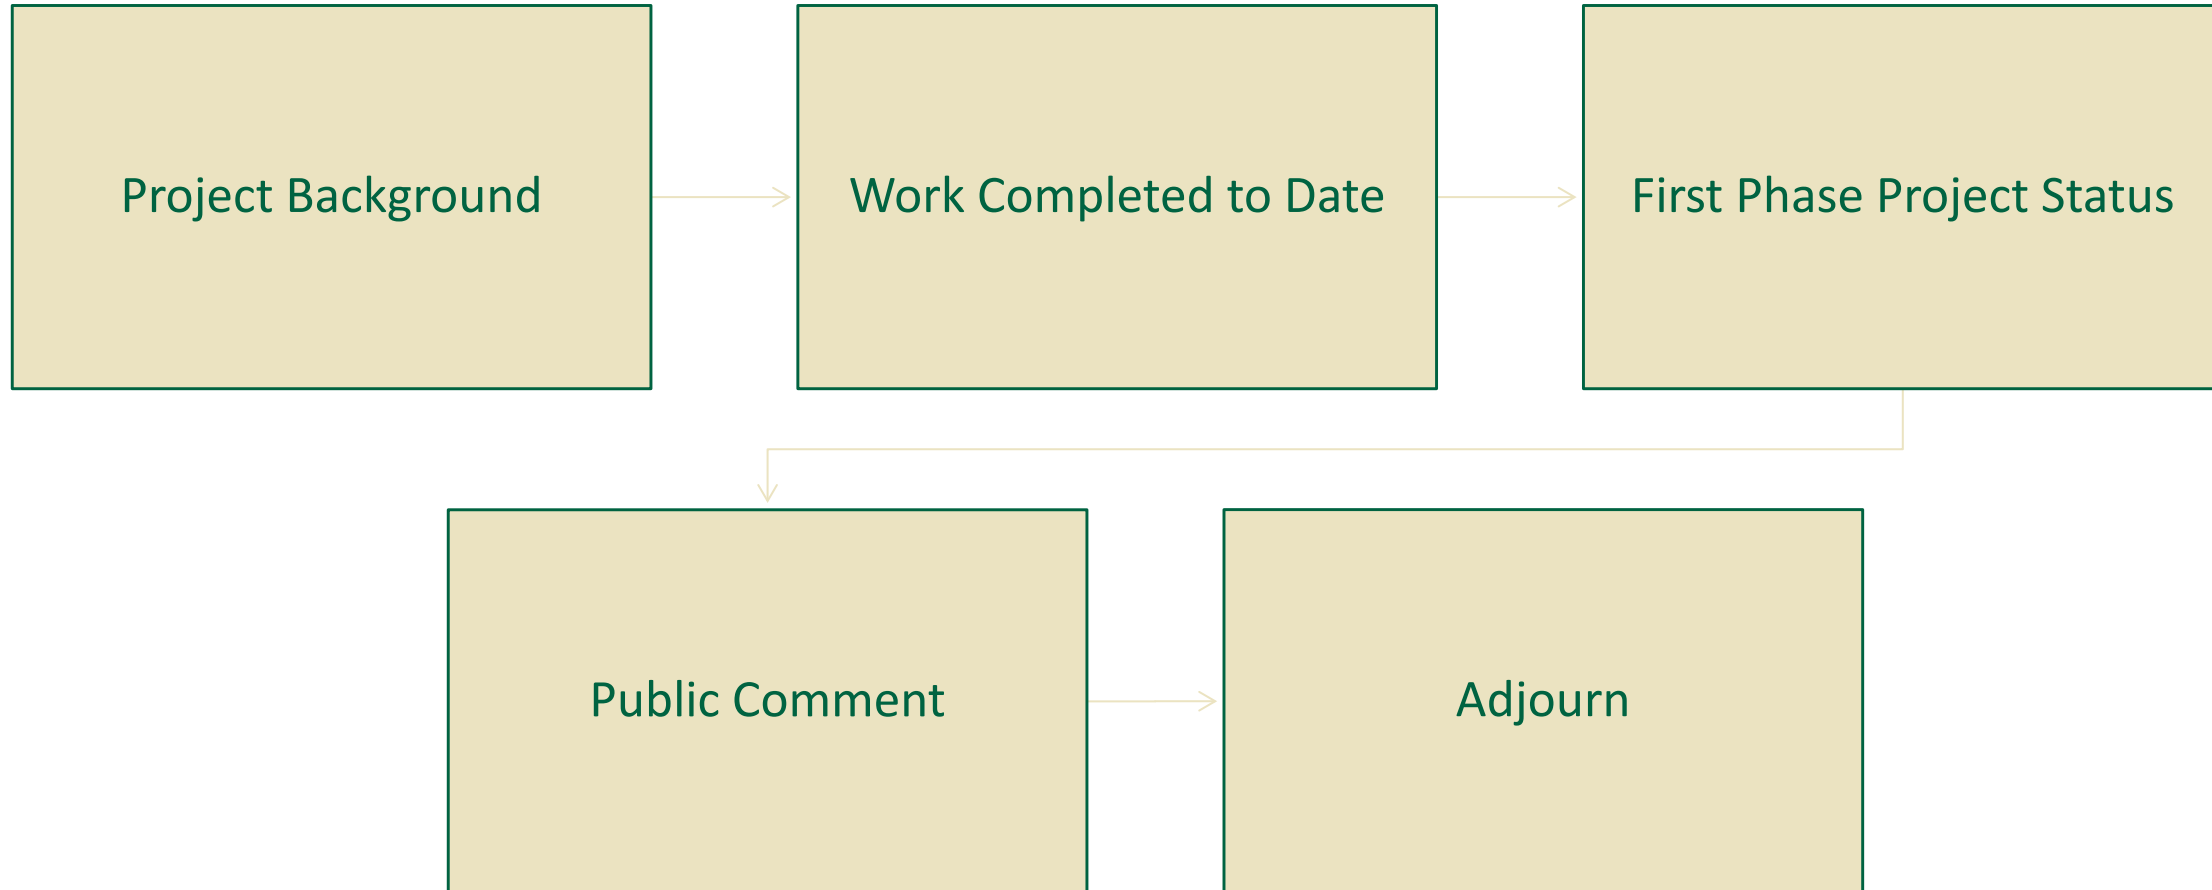 Project Background
Work Completed to Date
First Phase Project Status
Public Comment
Adjourn